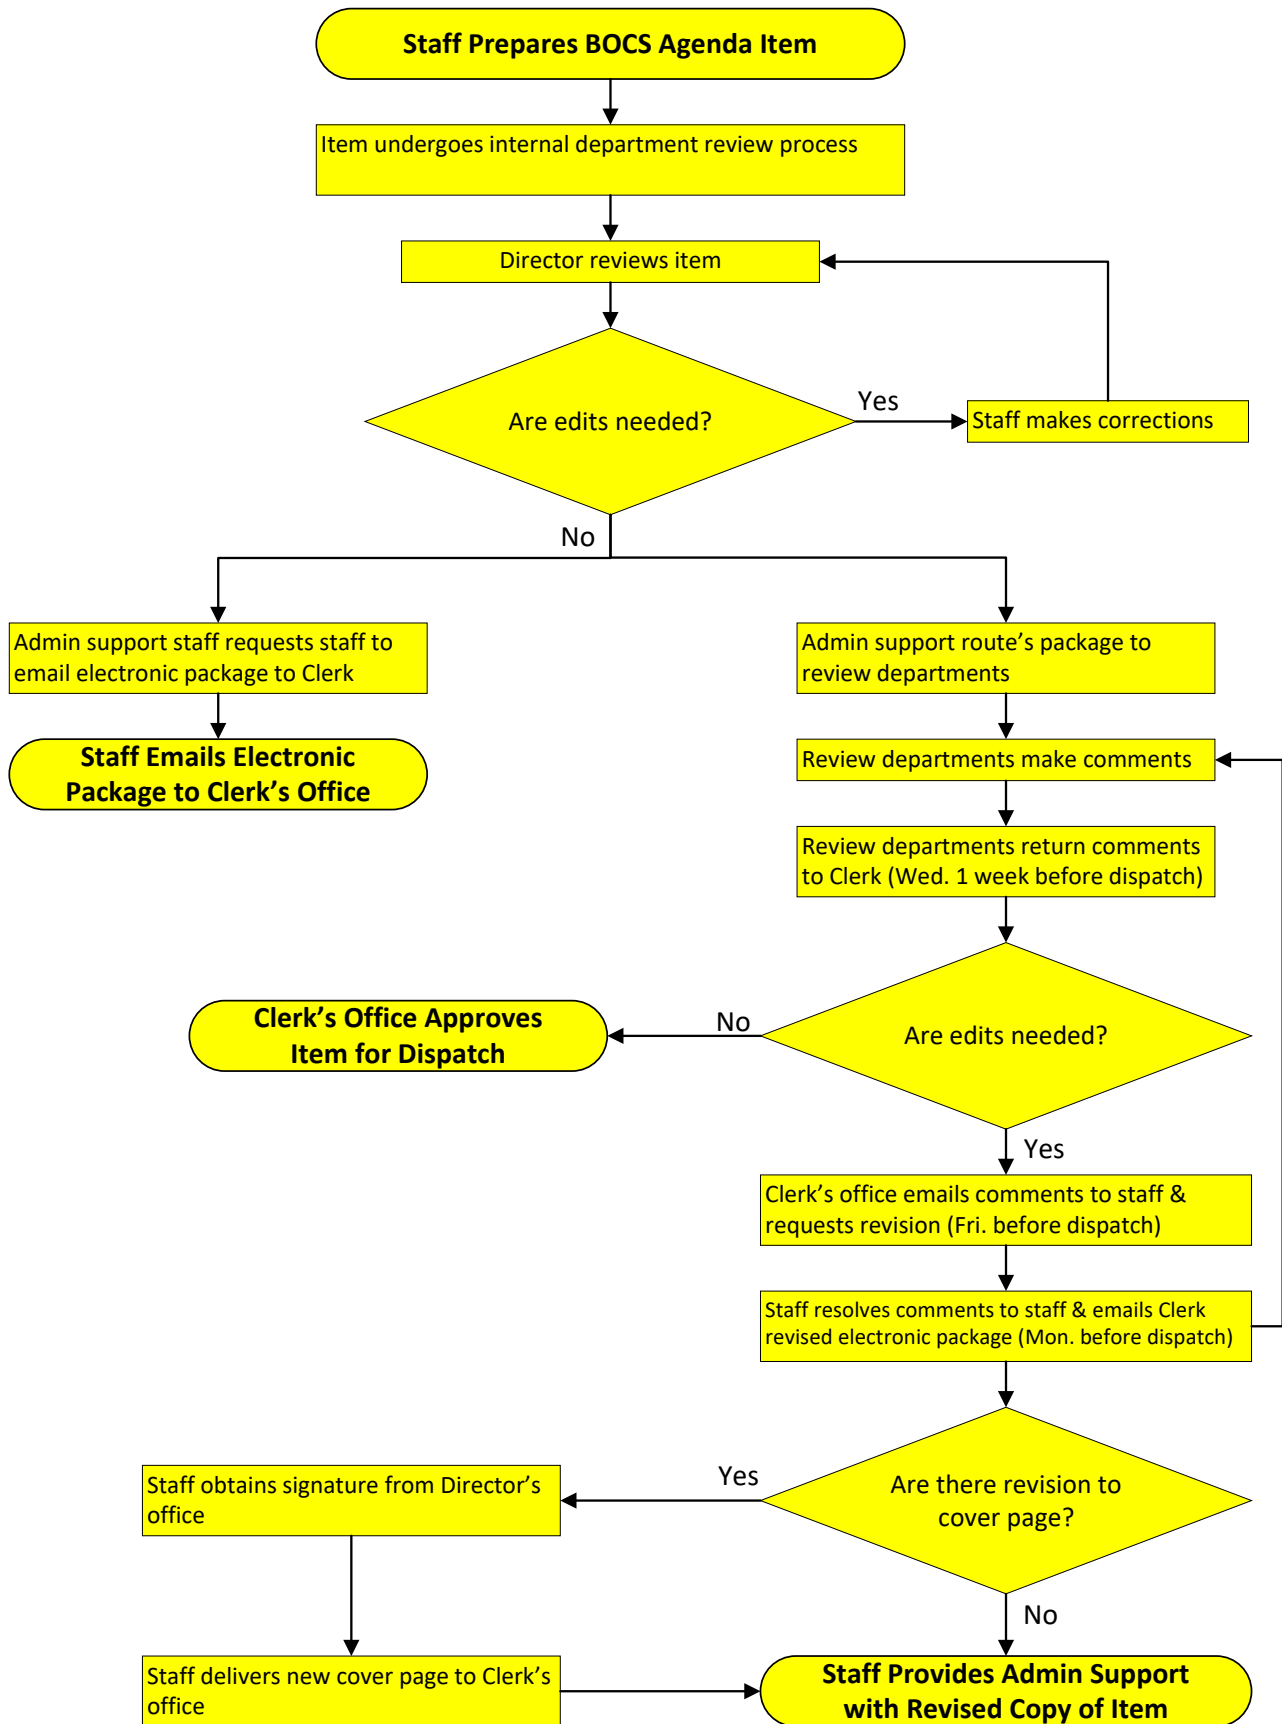 Staff Prepares BOCS Agenda Item
Item undergoes internal department review process
Director reviews item
Are edits needed?
Yes
Staff makes corrections
No
Admin support staff requests staff to
email electronic package to Clerk
Staff Emails Electronic
Package to Clerk’s Office
Admin support route’s package to
review departments
Review departments make comments
Review departments return comments
to Clerk (Wed. 1 week before dispatch)
Are edits needed?
No
Clerk’s Office Approves
Item for Dispatch
Yes
Clerk’s office emails comments to staff &
requests revision (Fri. before dispatch)
Staff resolves comments to staff & emails Clerk
revised electronic package (Mon. before dispatch)
Are there revision to
cover page?
Yes
Staff obtains signature from Director’s
office
Staff delivers new cover page to Clerk’s
office
No
Staff Provides Admin Support
with Revised Copy of Item